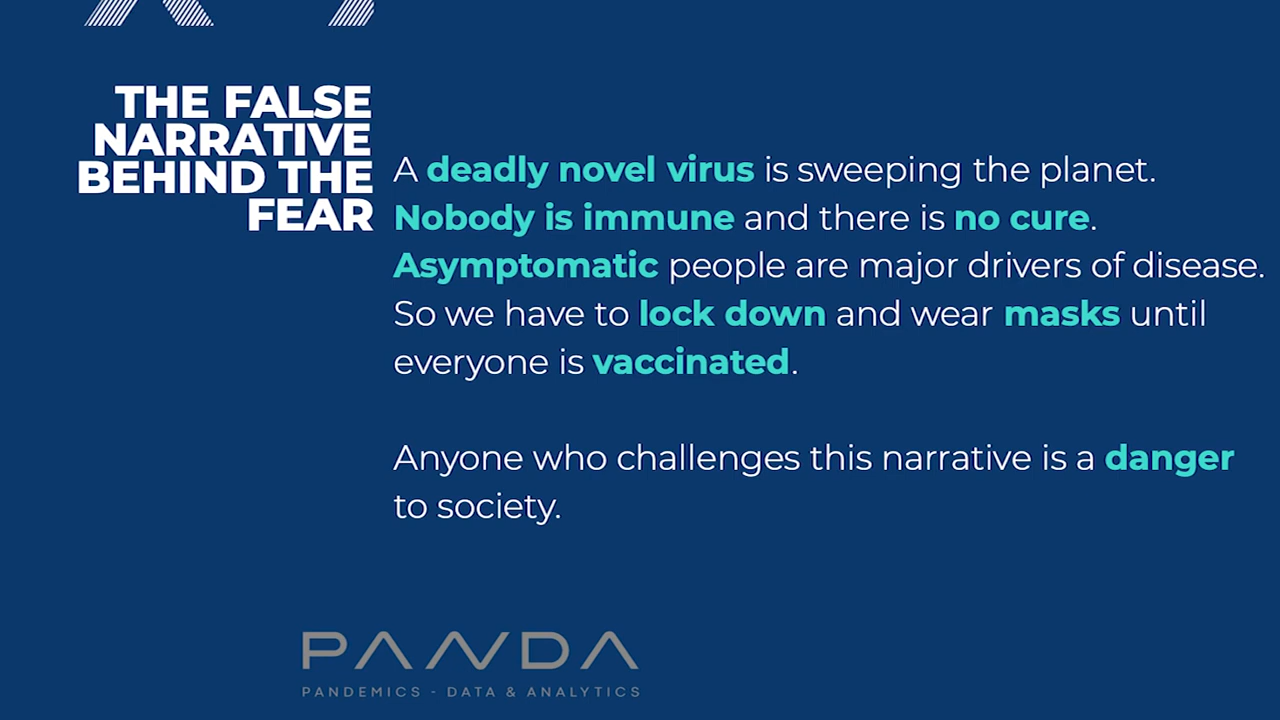 THE FALSE
NARRATIVE
BEHIND THE
FEAR
A deadly novel virus is sweeping the planet.
Nobody is immune and there is no cure.
Asymptomatic people are major drivers of disease.
So we have to lock down and wear masks until
everyone is vaccinated.
Anyone who challenges this narrative is a danger
to society.
PANDA
PANDEMICS - DATA & ANALYTICS